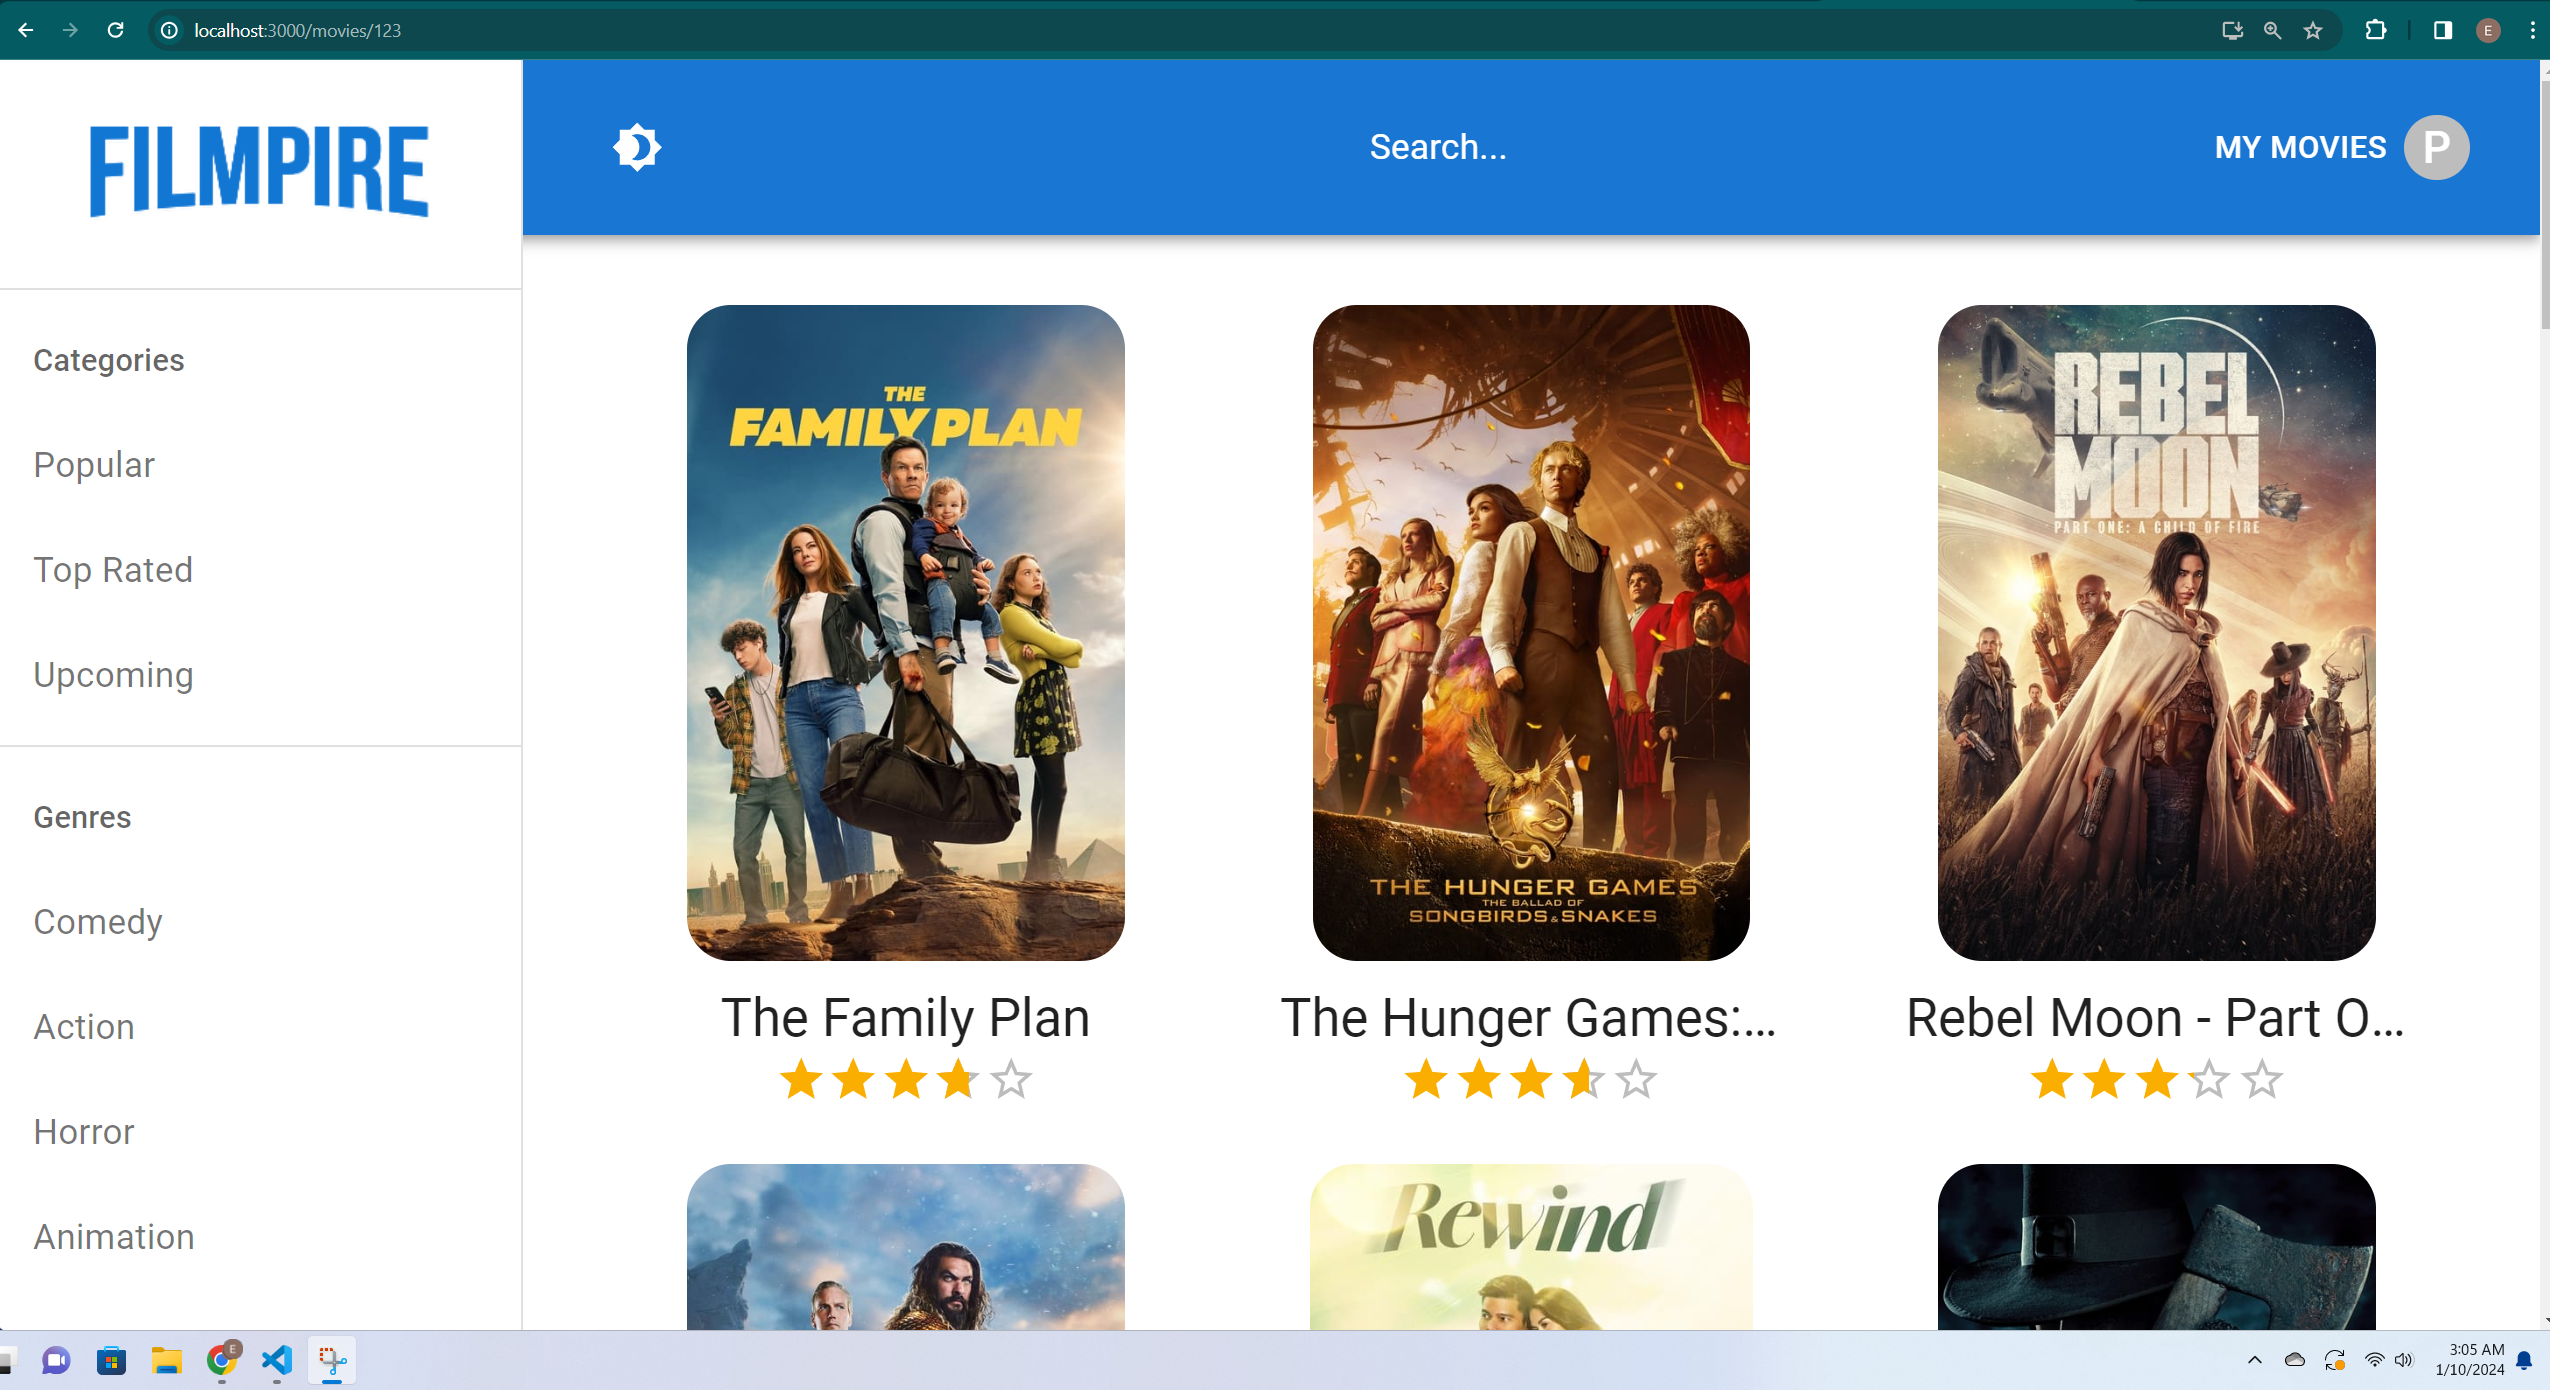 localhost:3000/movies/123
E
FILMPIRE
Search...
MY MOVIES
P
Categories
Popular
Top Rated
Upcoming
Genres
Comedy
Action
Horror
Animation
THE
FAMILY PLAN
THE HUNGER GAMES
THE BALLAD OF
SONGBIRDS & SNAKES
REBEL
MOON
PART ONE: A CHILD OF FIRE
The Family Plan
The Hunger Games:...
Rebel Moon - Part O...
Rewind
E
3:05 AM
1/10/2024